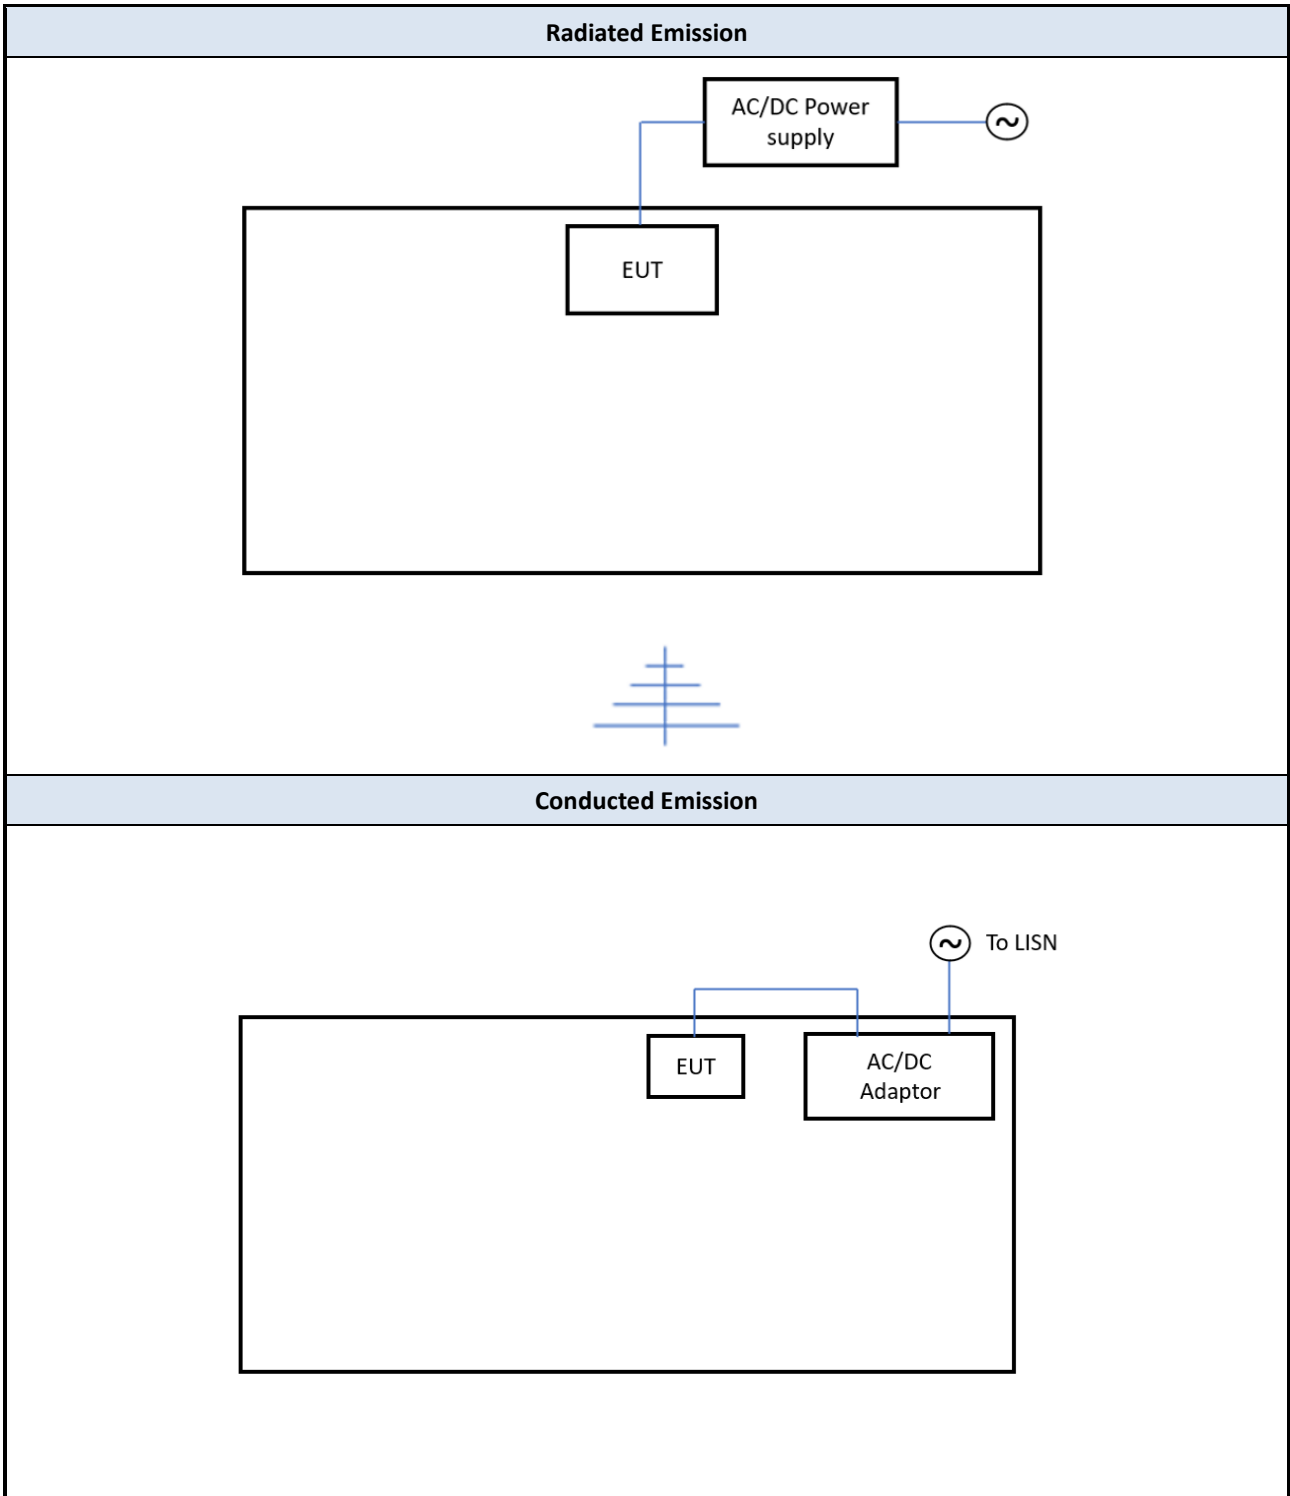 Radiated Emission
AC/DC Power
supply
EUT
Conducted Emission
To LISN
EUT
AC/DC
Adaptor